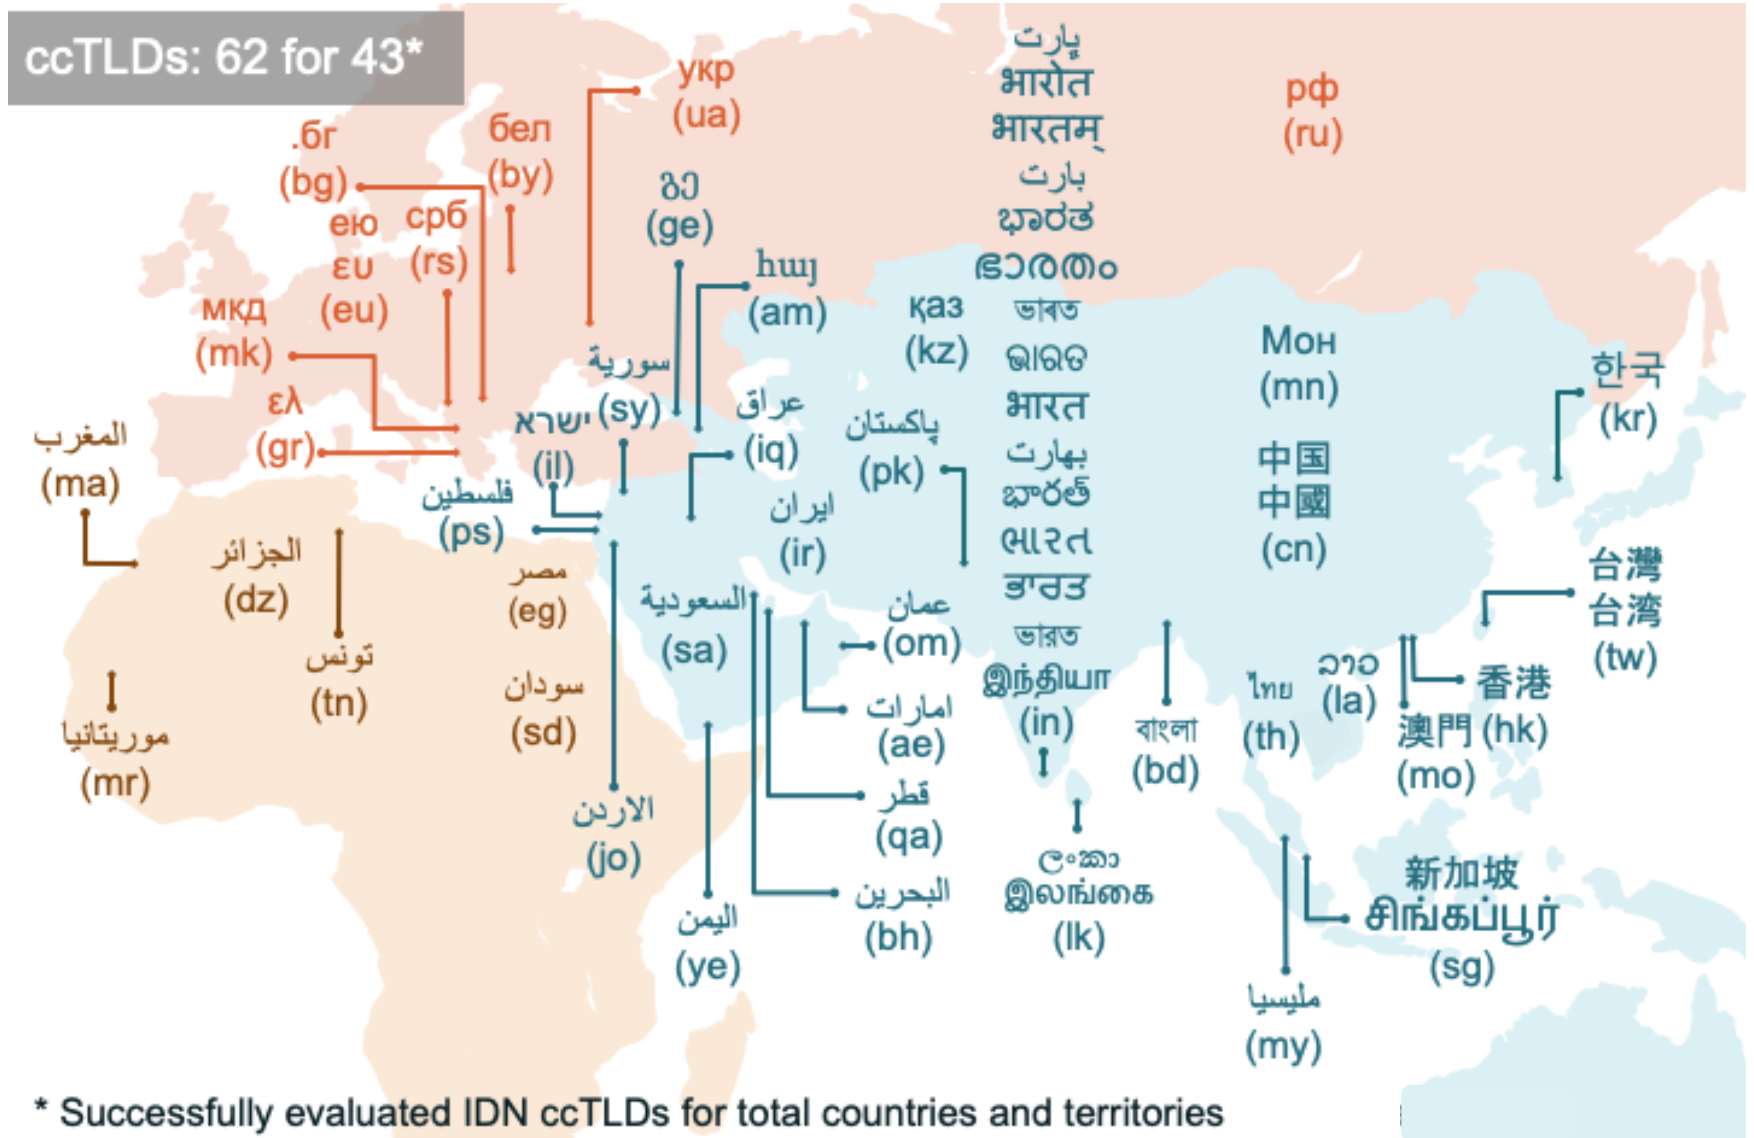 ccTLDs: 62 for 43*
укр
(ua)
.бг
(bg)
бел
(by)
ею
ευ
(eu)
срб
(rs)
мкд
(mk)
ελ
(gr)
рф
(ru)
გე
(ge)
հայ
(am)
қаз
(kz)
ڀارت
भारोत
भारतम्
بارت
ಭಾರತ
ഭാരതം
ভাৰত
ଭାରତ
भारत
بھارت
భారత్
ભારત
ਭਾਰਤ
ভারত
இந்தியா
(in)
Мон
(mn)
한국
(kr)
中国
中國
(cn)
台灣
台湾
(tw)
香港
(hk)
澳門
(mo)
ລາວ
(la)
ไทย
(th)
বাংলা
(bd)
سورية
(sy)
ישרא
(il)
فلسطين
(ps)
عراق
(iq)
ایران
(ir)
پاکستان
(pk)
السعودية
(sa)
عمان
(om)
امارات
(ae)
قطر
(qa)
البحرين
(bh)
اليمن
(ye)
الاردن
(jo)
المغرب
(ma)
الجزائر
(dz)
تونس
(tn)
مصر
(eg)
سودان
(sd)
موريتانيا
(mr)
ලංකා
இலங்கை
(lk)
新加坡
சிங்கப்பூர்
(sg)
مليسيا
(my)
* Successfully evaluated IDN ccTLDs for total countries and territories